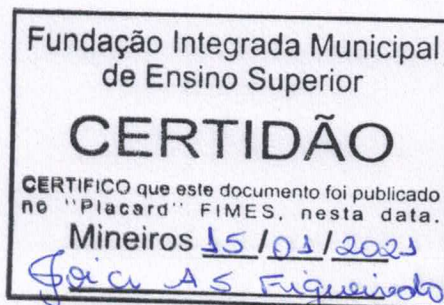 Fundação Integrada Municipal
de Ensino Superior
CERTIDÃO
CERTIFICO que este documento foi publicado
no "Placard" FIMES, nesta data.
Mineiros 15/01/2021
A S Figueiredo